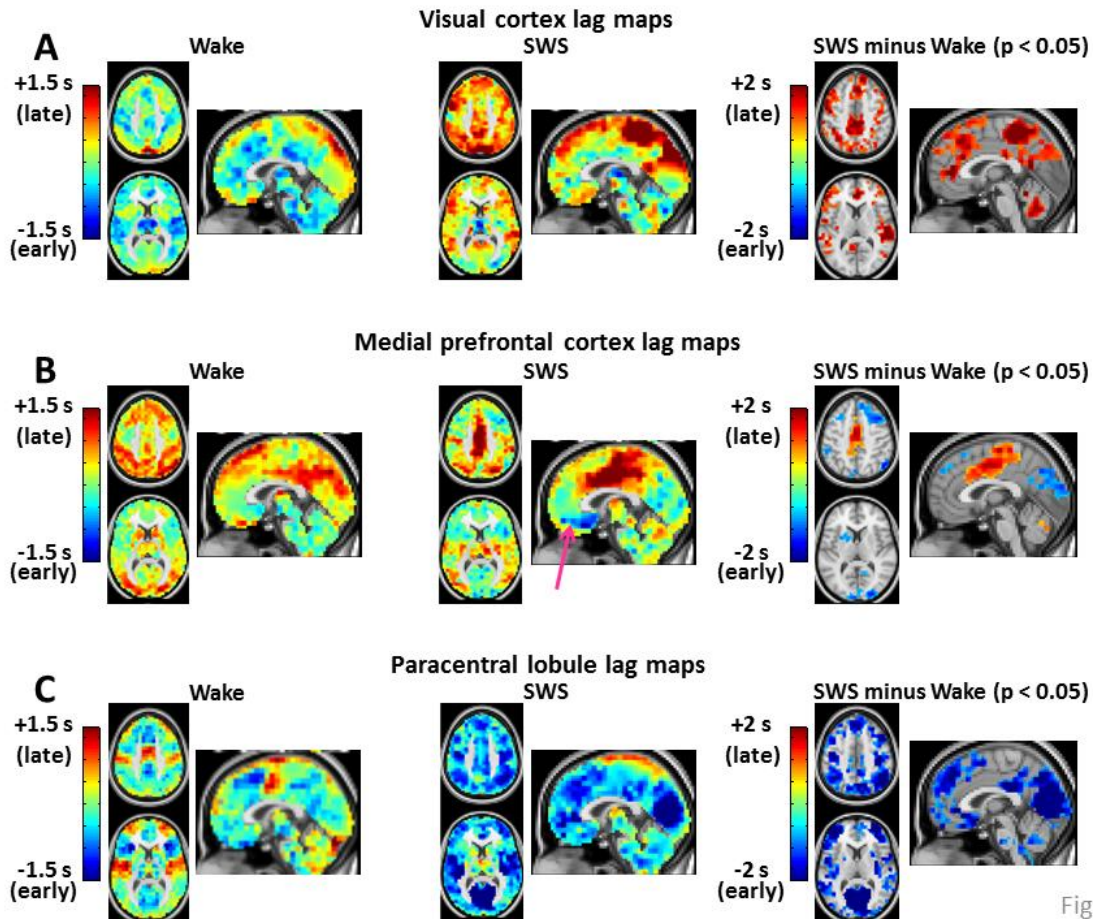 Visual cortex lag maps
A
Wake
SWS
SWS minus Wake (p < 0.05)
+1.5 s
(late)
-1.5 s
(early)
+2 s
(late)
-2 s
(early)
Medial prefrontal cortex lag maps
B
Wake
SWS
SWS minus Wake (p < 0.05)
+1.5 s
(late)
-1.5 s
(early)
+2 s
(late)
-2 s
(early)
Paracentral lobule lag maps
C
Wake
SWS
SWS minus Wake (p < 0.05)
+1.5 s
(late)
-1.5 s
(early)
+2 s
(late)
-2 s
(early)
Fig